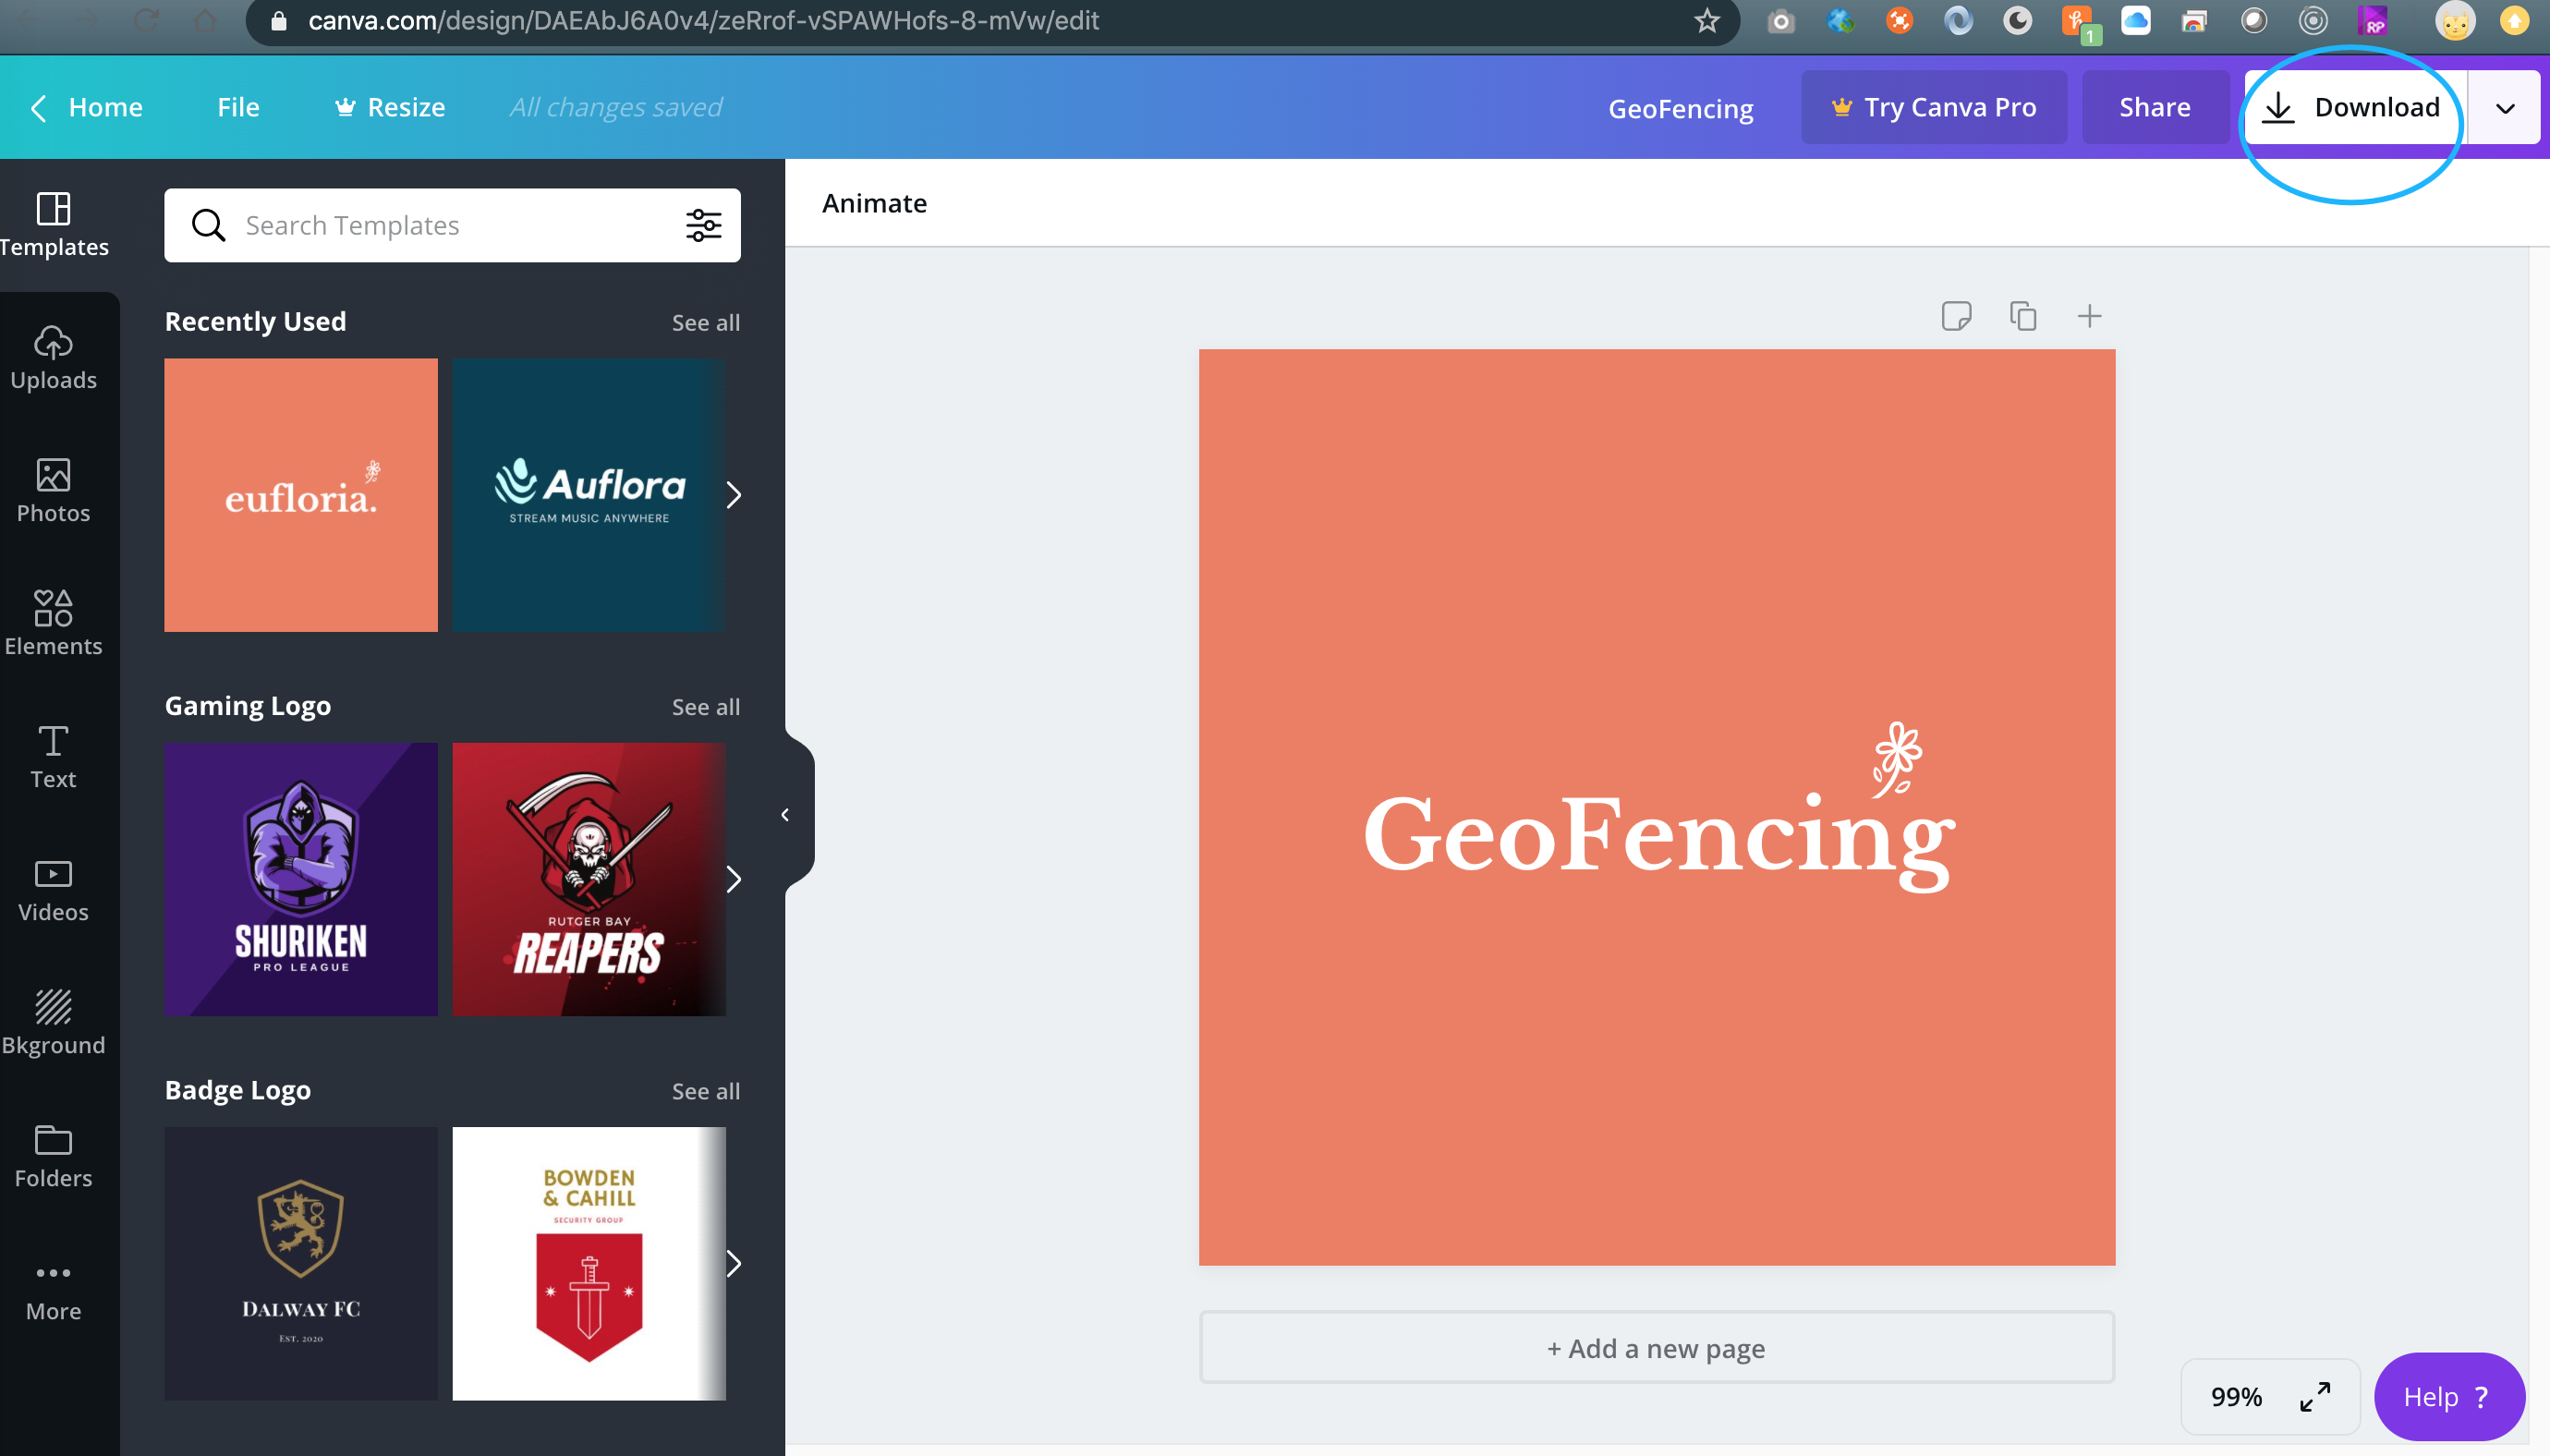 canva.com/design/DAEAbJ6A0v4/zeRrof-vSPAWHofs-8-mVw/edit
1
RP
Home File Resize All changes saved GeoFencing Try Canva Pro Share Download
Templates
Uploads
Photos
Elements
Text
Videos
Bkground
Folders
More
Search Templates
Recently Used See all
eufloria.
Auflora
STREAM MUSIC ANYWHERE
Gaming Logo See all
SHURIKEN
PRO LEAGUE
RUTGER BAY
REAPERS
Badge Logo See all
DALWAY FC
EST. 2020
BOWDEN
& CAHILL
SECURITY GROUP
Animate
GeoFencing
+ Add a new page
99%
Help ?